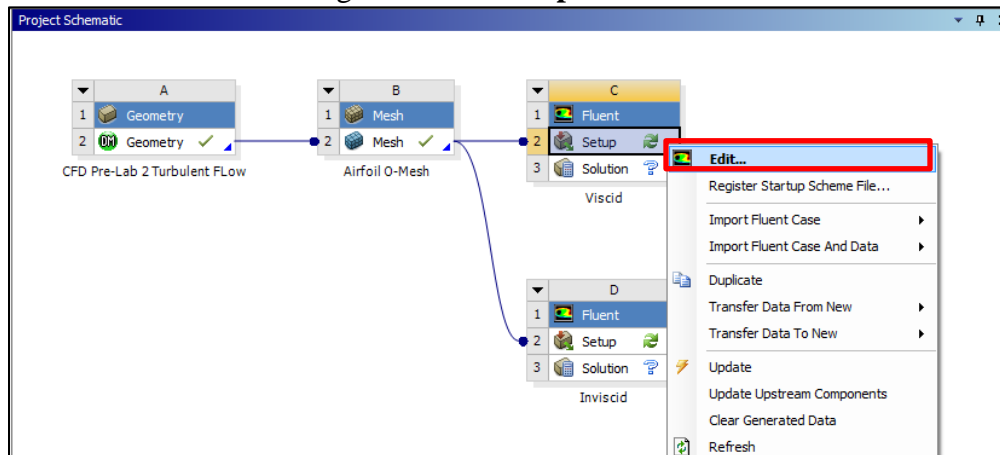 Project Schematic
A
1 Geometry
2 DM Geometry
CFD Pre-Lab 2 Turbulent FLow
B
1 Mesh
2 Mesh
Airfoil O-Mesh
C
1 Fluent
2 Setup
3 Solution ?
Viscid
D
1 Fluent
2 Setup
3 Solution ?
Inviscid
Edit...
Register Startup Scheme File...
Import Fluent Case
Import Fluent Case And Data
Duplicate
Transfer Data From New
Transfer Data To New
Update
Update Upstream Components
Clear Generated Data
Refresh